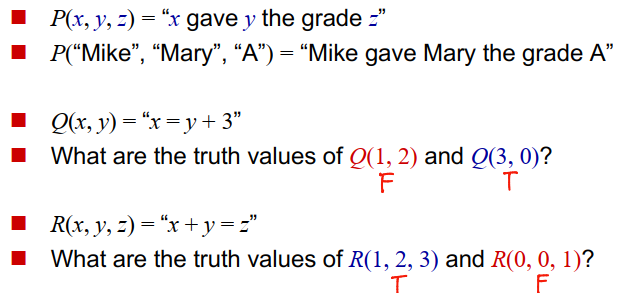 P(x, y, z) = “x gave y the grade z”
P(“Mike”, “Mary”, “A”) = “Mike gave Mary the grade A”
Q(x, y) = “x = y + 3”
What are the truth values of Q(1, 2) and Q(3, 0)?
F T
R(x, y, z) = “x + y = z”
What are the truth values of R(1, 2, 3) and R(0, 0, 1)?
T F